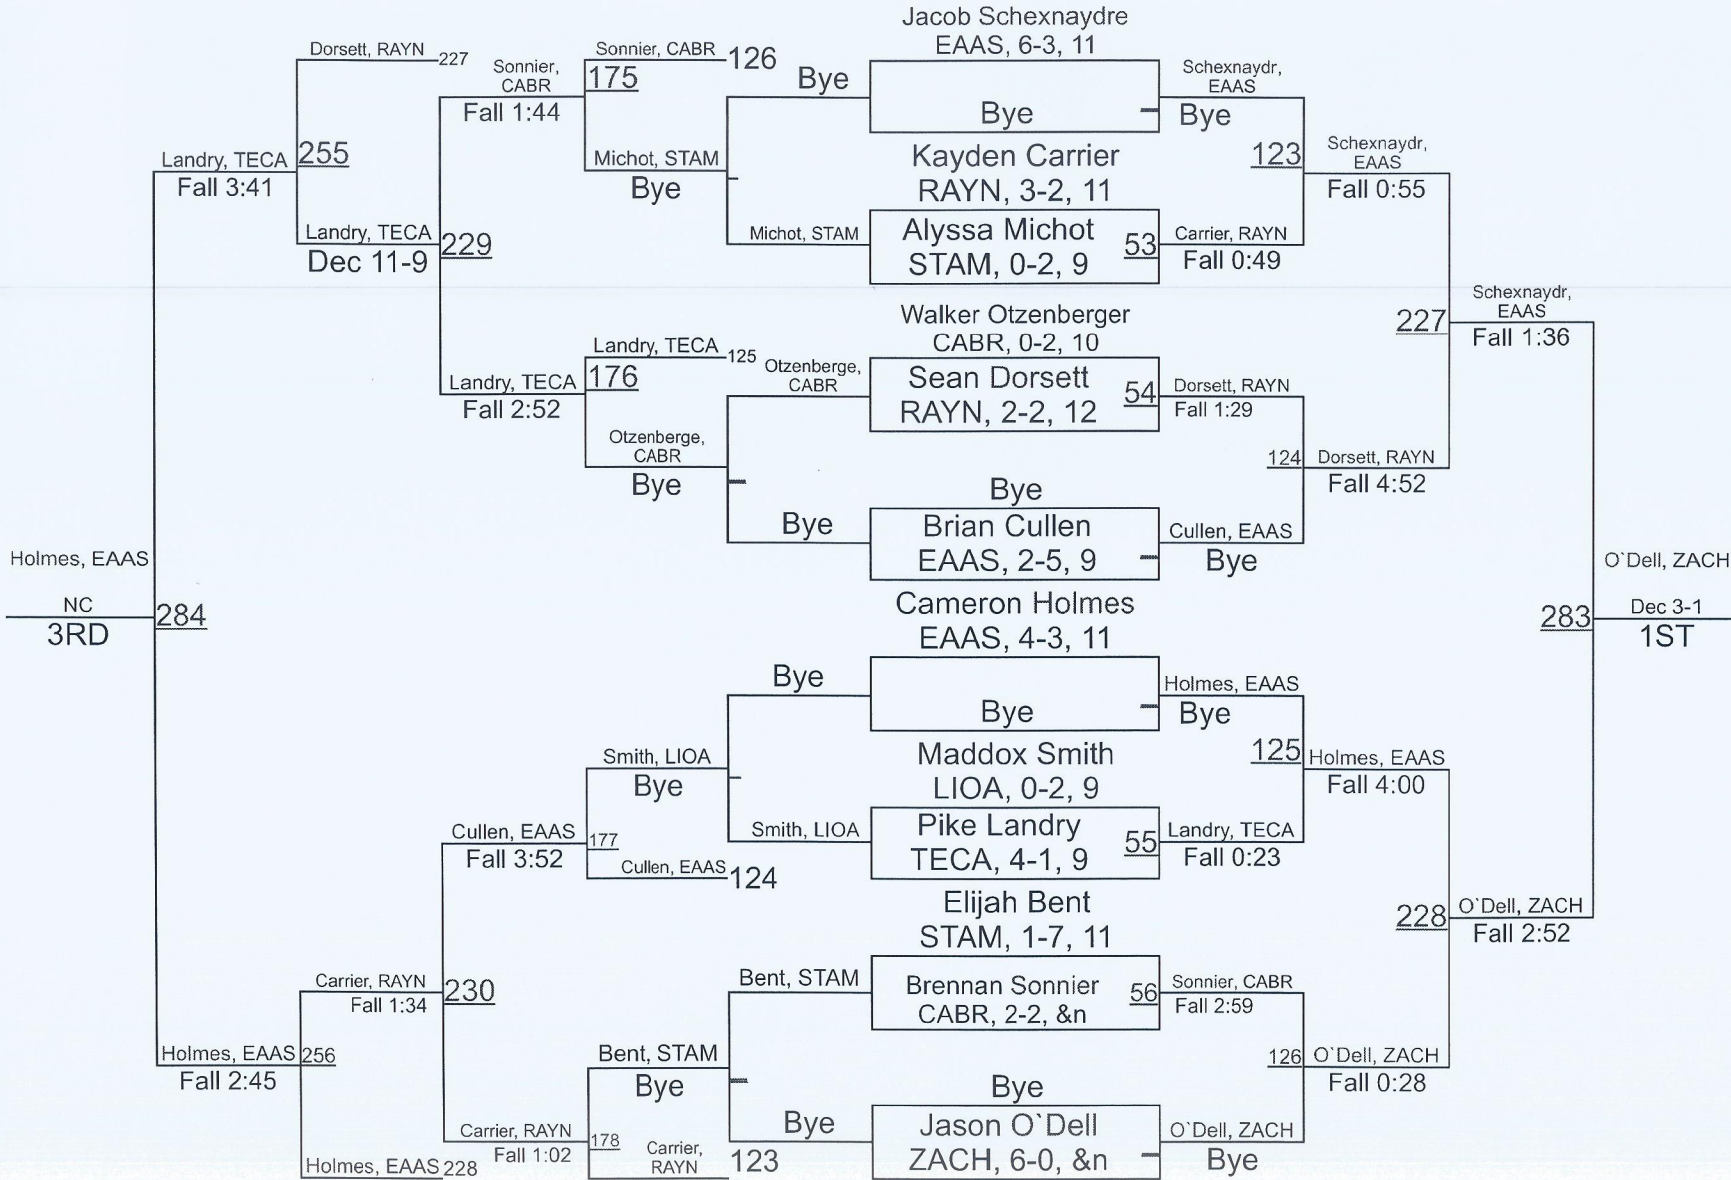 Jacob Schexnaydre
EAAS, 6-3, 11
Dorsett, RAYN 227
Sonnier, CABR 126
Sonnier,
CABR
175
Fall 1:44
Bye
Bye
Schexnaydr,
EAAS
Bye
Landry, TECA
255
Fall 3:41
Michot, STAM
Bye
Kayden Carrier
RAYN, 3-2, 11
123
Schexnaydr,
EAAS
Fall 0:55
Landry, TECA
229
Dec 11-9
Michot, STAM
Alyssa Michot
STAM, 0-2, 9
53
Carrier, RAYN
Fall 0:49
Walker Otzenberger
CABR, 0-2, 10
Schexnaydr,
EAAS
227
Fall 1:36
Landry, TECA 125
Landry, TECA
176
Fall 2:52
Otzenberge,
CABR
Sean Dorsett
RAYN, 2-2, 12
54
Dorsett, RAYN
Fall 1:29
Otzenberge,
CABR
Bye
124
Dorsett, RAYN
Fall 4:52
Bye
Bye
Brian Cullen
EAAS, 2-5, 9
Cullen, EAAS
Bye
Holmes, EAAS
NC
284
3RD
O`Dell, ZACH
283
Dec 3-1
1ST
Cameron Holmes
EAAS, 4-3, 11
Bye
Bye
Holmes, EAAS
Bye
Smith, LIOA
Bye
Maddox Smith
LIOA, 0-2, 9
125
Holmes, EAAS
Fall 4:00
Cullen, EAAS
177
Fall 3:52
Smith, LIOA
Pike Landry
TECA, 4-1, 9
55
Landry, TECA
Fall 0:23
Cullen, EAAS 124
Elijah Bent
STAM, 1-7, 11
228
O`Dell, ZACH
Fall 2:52
Carrier, RAYN
230
Fall 1:34
Bent, STAM
Brennan Sonnier
CABR, 2-2, &n
56
Sonnier, CABR
Fall 2:59
Holmes, EAAS 256
Fall 2:45
Bent, STAM
Bye
126
O`Dell, ZACH
Fall 0:28
Bye
Carrier, RAYN
178
Fall 1:02
Bye
Jason O`Dell
ZACH, 6-0, &n
O`Dell, ZACH
Bye
Holmes, EAAS 228
Carrier,
RAYN
123